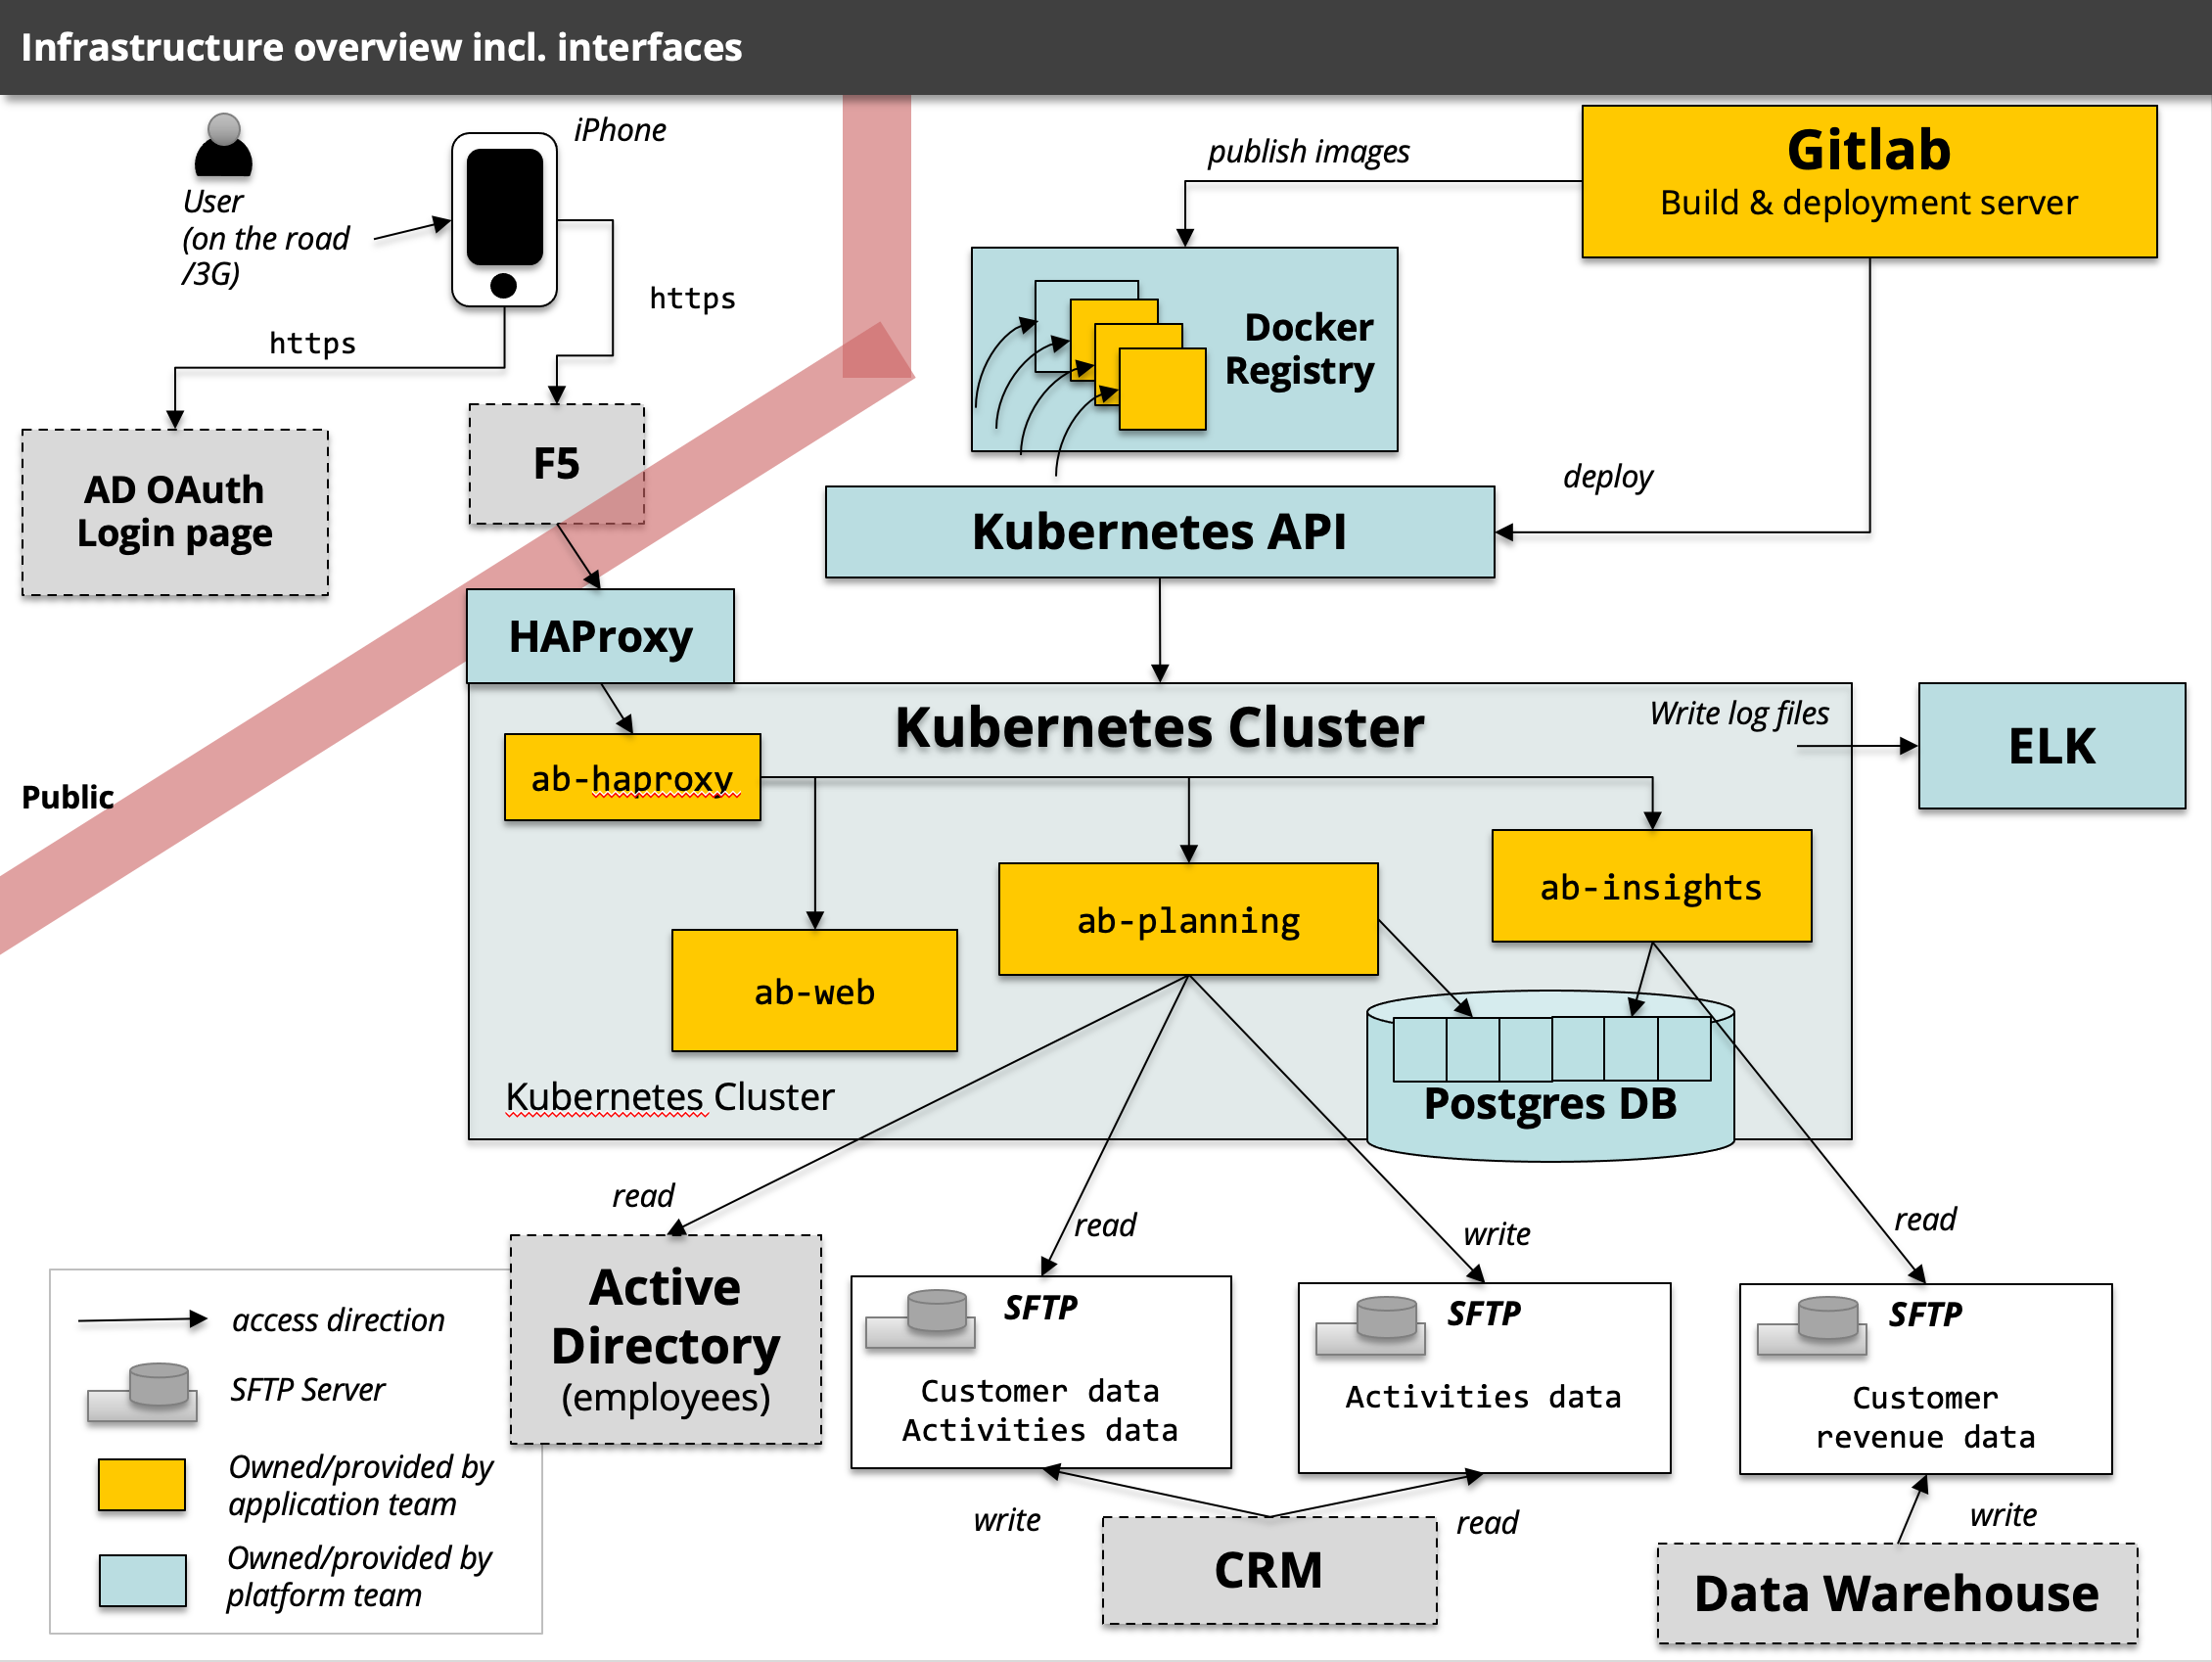 Infrastructure overview incl. interfaces
iPhone
User
(on the road
/3G)
https
https
AD OAuth
Login page
F5
Public
publish images
Gitlab
Build & deployment server
Docker
Registry
deploy
Kubernetes API
HAProxy
Kubernetes Cluster
Write log files
ELK
ab-haproxy
ab-insights
ab-planning
ab-web
Kubernetes Cluster
Postgres DB
read
read
write
read
access direction
SFTP Server
Owned/provided by
application team
Owned/provided by
platform team
Active
Directory
(employees)
SFTP
Customer data
Activities data
SFTP
Activities data
SFTP
Customer
revenue data
write
read
write
CRM
Data Warehouse